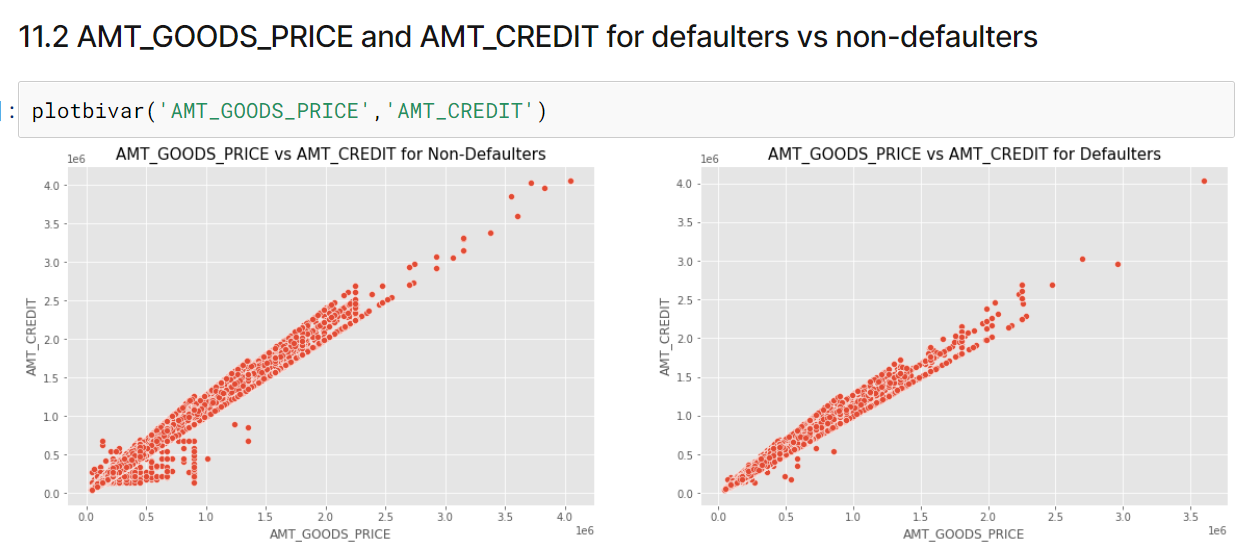 11.2 AMT_GOODS_PRICE and AMT_CREDIT for defaulters vs non-defaulters
]: plotbivar('AMT_GOODS_PRICE','AMT_CREDIT')
AMT_GOODS_PRICE vs AMT_CREDIT for Non-Defaulters
1e6
4.0
3.5
3.0
2.5
2.0
1.5
1.0
0.5
0.0
AMT_CREDIT
0.0 0.5 1.0 1.5 2.0 2.5 3.0 3.5 4.0
1e6
AMT_GOODS_PRICE
AMT_GOODS_PRICE vs AMT_CREDIT for Defaulters
1e6
4.0
3.5
3.0
2.5
2.0
1.5
1.0
0.5
0.0
AMT_CREDIT
0.0 0.5 1.0 1.5 2.0 2.5 3.0 3.5
1e6
AMT_GOODS_PRICE